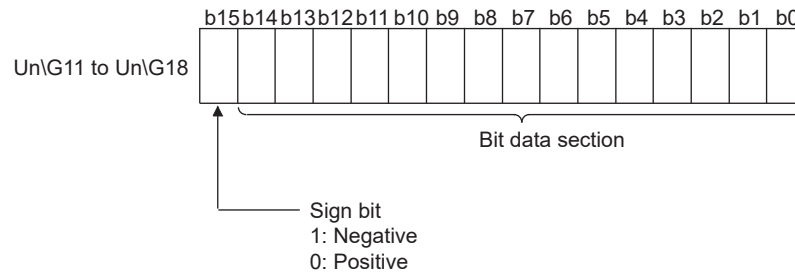 b15 b14 b13 b12 b11 b10 b9 b8 b7 b6 b5 b4 b3 b2 b1 b0
Un\G11 to Un\G18
Bit data section
Sign bit
1: Negative
0: Positive